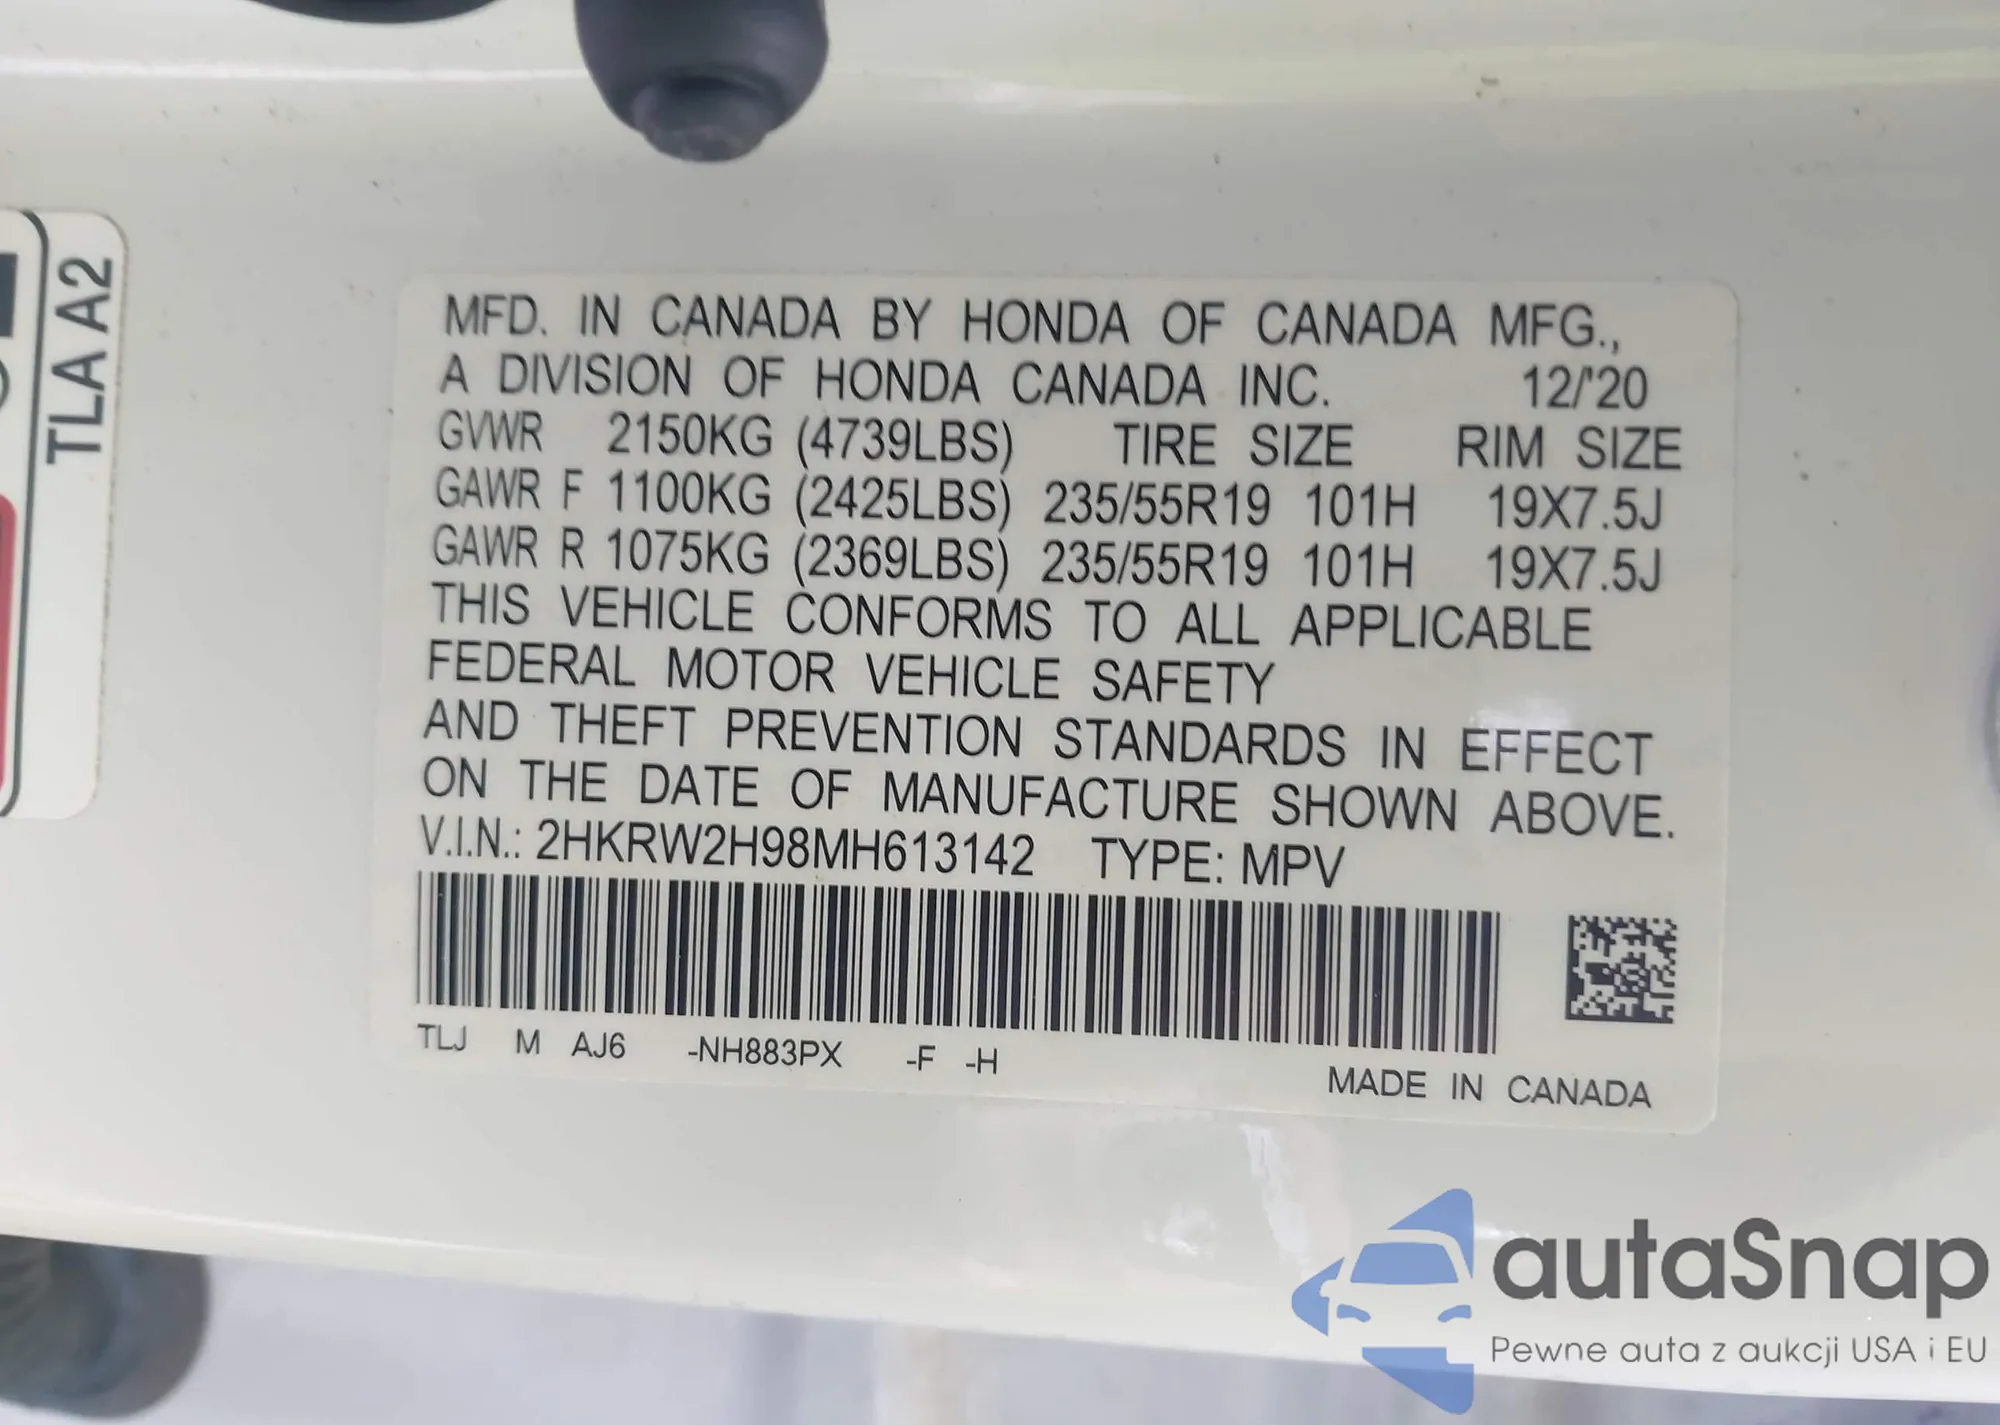 TLA A2
MFD. IN CANADA BY HONDA OF CANADA MFG.,
A DIVISION OF HONDA CANADA INC. 12/'20
GVWR 2150KG (4739LBS) TIRE SIZE RIM SIZE
GAWR F 1100KG (2425LBS) 235/55R19 101H 19X7.5J
GAWR R 1075KG (2369LBS) 235/55R19 101H 19X7.5J
THIS VEHICLE CONFORMS TO ALL APPLICABLE
FEDERAL MOTOR VEHICLE SAFETY
AND THEFT PREVENTION STANDARDS IN EFFECT
ON THE DATE OF MANUFACTURE SHOWN ABOVE.
V.I.N.: 2HKRW2H98MH613142 TYPE: MPV
TLJ M AJ6 -NH883PX -F -H
MADE IN CANADA
autaSnap
Pewne auta z aukcji USA i EU